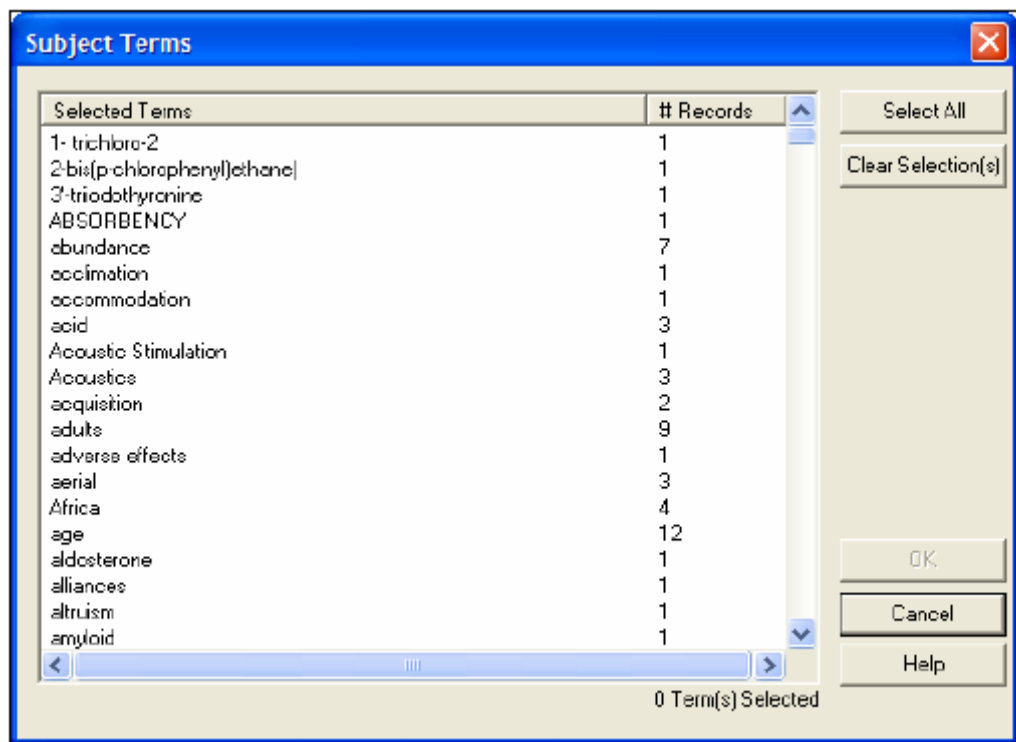 Subject Terms
Selected Terms # Records
1- trichloro-2 1
2-bis(p-chlorophenyl)ethane| 1
3'-triiodothyronine 1
ABSORBENCY 1
abundance 7
acclimation 1
accommodation 1
acid 3
Acoustic Stimulation 1
Acoustics 3
acquisition 2
adults 9
adverse effects 1
aerial 3
Africa 4
age 12
aldosterone 1
alliances 1
altruism 1
amyloid 1
0 Term(s) Selected
Select All
Clear Selection(s)
OK
Cancel
Help